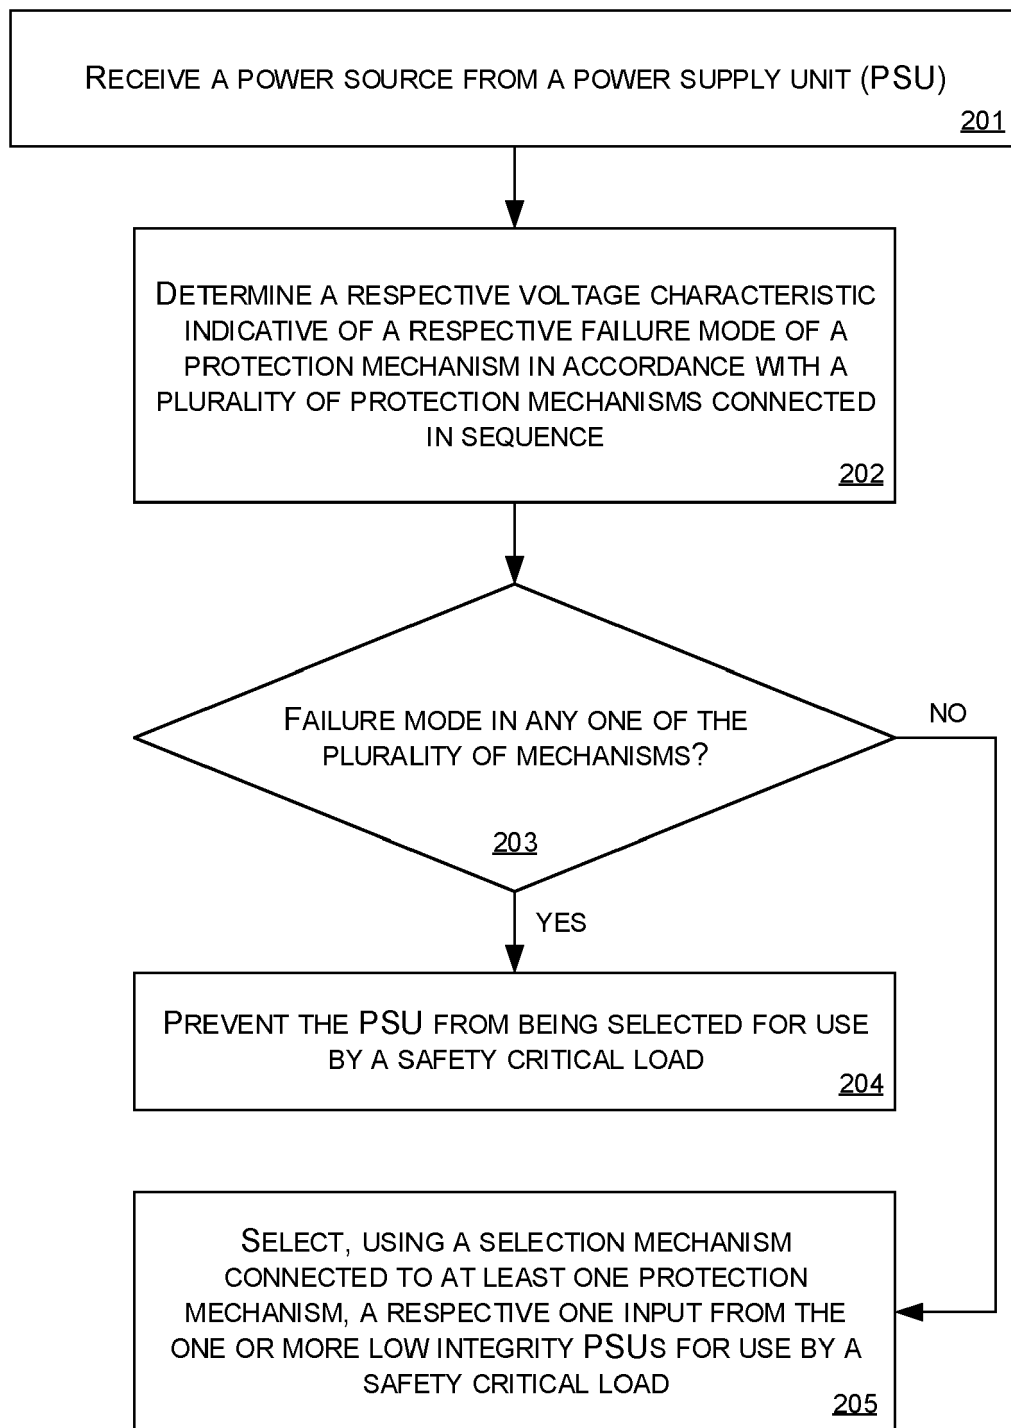 RECEIVE A POWER SOURCE FROM A POWER SUPPLY UNIT (PSU)
201
DETERMINE A RESPECTIVE VOLTAGE CHARACTERISTIC
INDICATIVE OF A RESPECTIVE FAILURE MODE OF A
PROTECTION MECHANISM IN ACCORDANCE WITH A
PLURALITY OF PROTECTION MECHANISMS CONNECTED
IN SEQUENCE
202
FAILURE MODE IN ANY ONE OF THE
PLURALITY OF MECHANISMS?
203
NO
YES
PREVENT THE PSU FROM BEING SELECTED FOR USE
BY A SAFETY CRITICAL LOAD
204
SELECT, USING A SELECTION MECHANISM
CONNECTED TO AT LEAST ONE PROTECTION
MECHANISM, A RESPECTIVE ONE INPUT FROM THE
ONE OR MORE LOW INTEGRITY PSUS FOR USE BY A
SAFETY CRITICAL LOAD
205